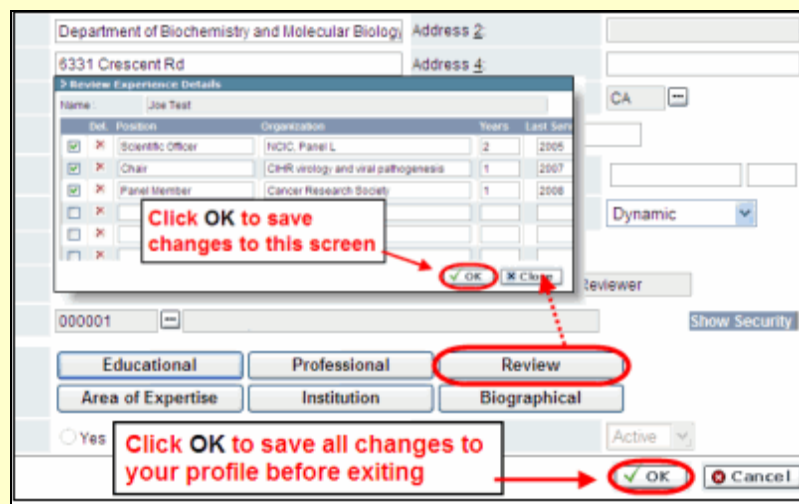 Department of Biochemistry and Molecular Biology Address 2:
6331 Crescent Rd Address 4:
> Review Experience Details
Name : Joe Test
CA
Del. Position Organization Years Last Serv
Scientific Officer NCIC, Panel L 2 2005
Chair CIHR virology and viral pathogenesis 1 2007
Panel Member Cancer Research Society 1 2008
Click OK to save
changes to this screen
Dynamic
OK Close
Reviewer
000001 Show Security
Educational Professional Review
Area of Expertise Institution Biographical
Yes Active
Click OK to save all changes to
your profile before exiting
OK Cancel